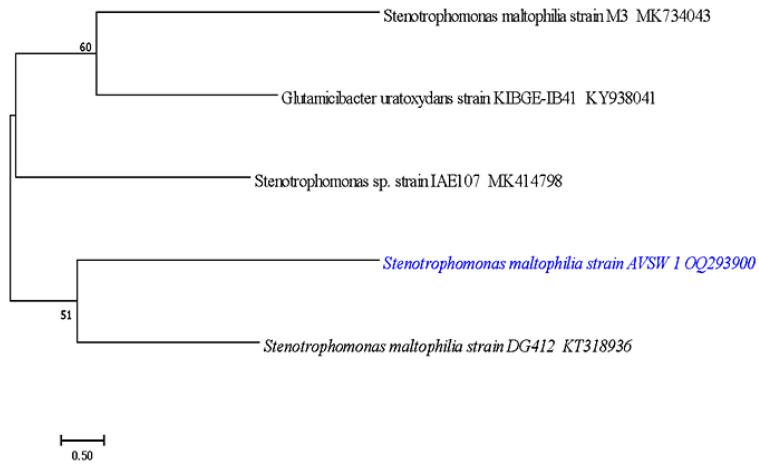 Stenotrophomonas maltophilia strain M3 MK734043
60
Glutamicibacter uratoxydans strain KIBGE-IB41 KY938041
Stenotrophomonas sp. strain IAE107 MK414798
Stenotrophomonas maltophilia strain AVSW 1 OQ293900
51
Stenotrophomonas maltophilia strain DG412 KT318936
0.50